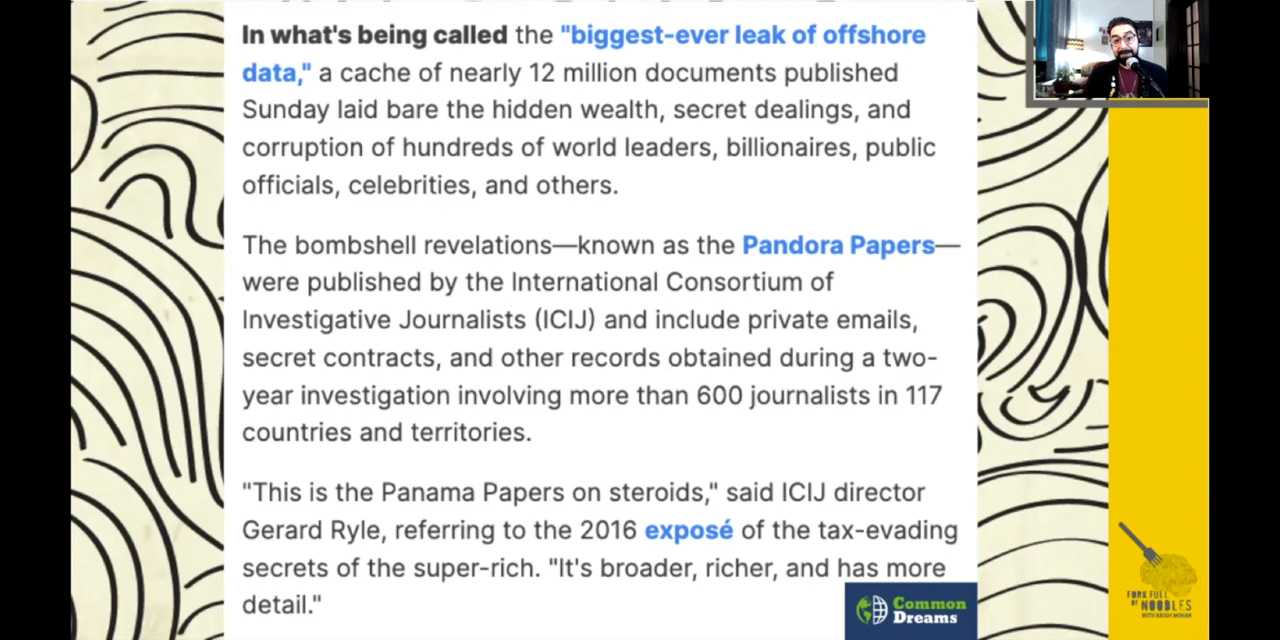 In what's being called the "biggest-ever leak of offshore
data," a cache of nearly 12 million documents published
Sunday laid bare the hidden wealth, secret dealings, and
corruption of hundreds of world leaders, billionaires, public
officials, celebrities, and others.
The bombshell revelations—known as the Pandora Papers—
were published by the International Consortium of
Investigative Journalists (ICIJ) and include private emails,
secret contracts, and other records obtained during a two-
year investigation involving more than 600 journalists in 117
countries and territories.
"This is the Panama Papers on steroids," said ICIJ director
Gerard Ryle, referring to the 2016 exposé of the tax-evading
secrets of the super-rich. "It's broader, richer, and has more
detail."
Common
Dreams
FORK FULL
OF NOODLES